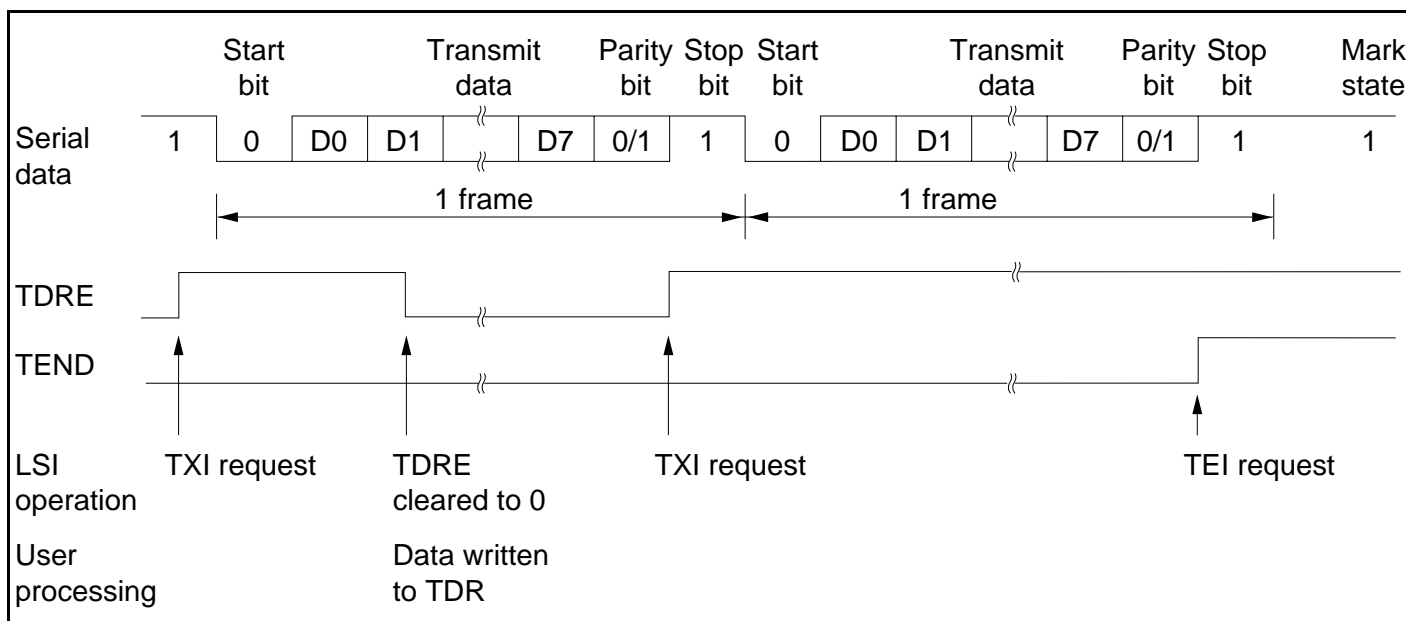 Start Transmit Parity Stop Start Transmit Parity Stop Mark
bit data bit bit bit data bit bit state
Serial 1 0 D0 D1 D7 0/1 1 0 D0 D1 D7 0/1 1 1
data
1 frame 1 frame
TDRE
TEND
LSI TXI request TDRE TXI request TEI request
operation cleared to 0
User Data written
processing to TDR